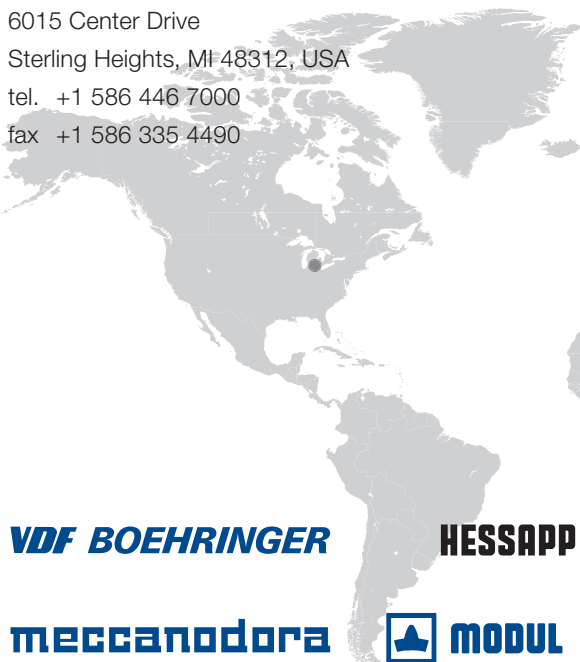 6015 Center Drive
Sterling Heights, MI 48312, USA
tel. +1 586 446 7000
fax +1 586 335 4490
VDF BOEHRINGER
HESSAPP
meccanodora
MODUL